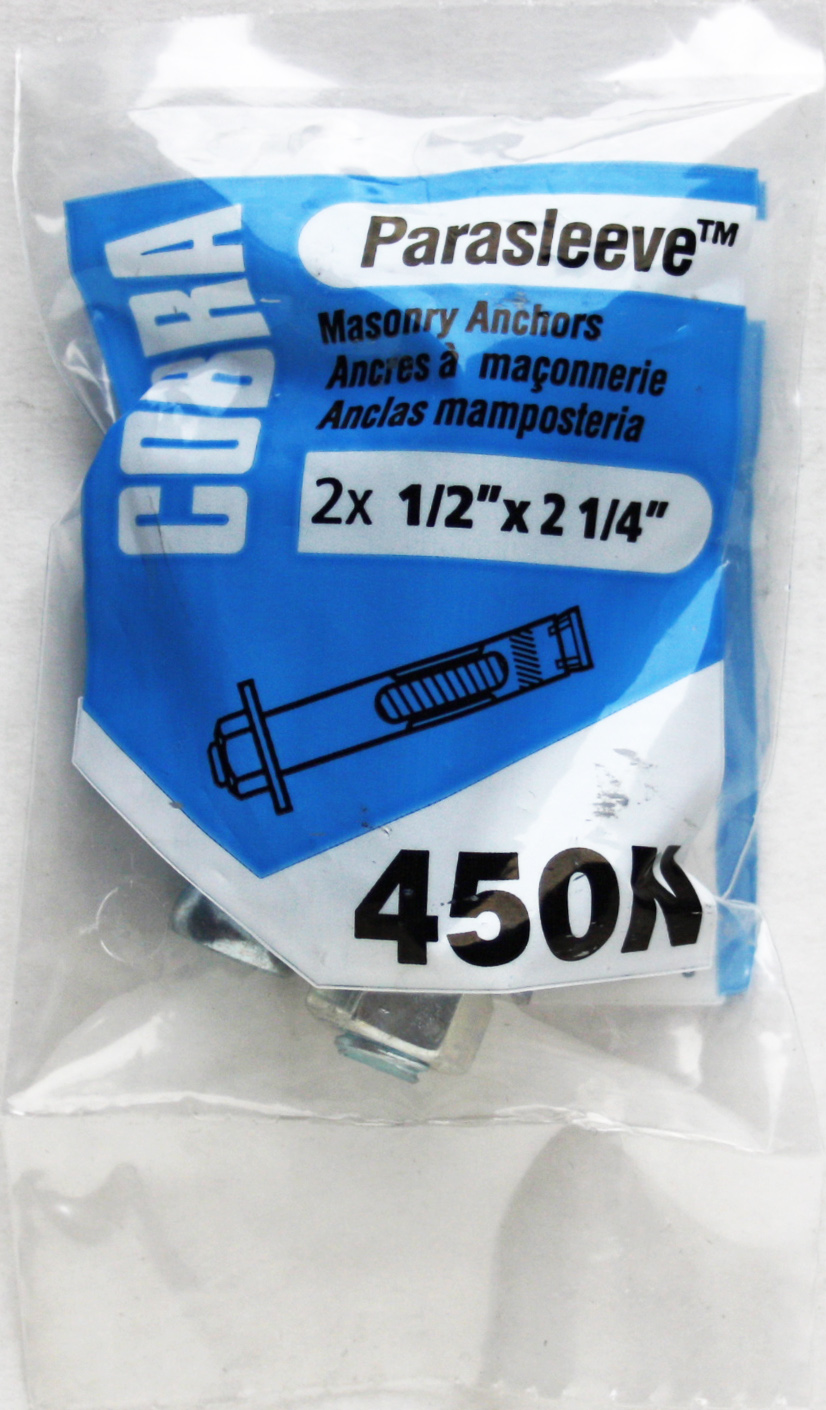 COBRA
Parasleeve™
Masonry Anchors
Ancres à maçonnerie
Anclas mamposteria
2x 1/2" x 2 1/4"
450N